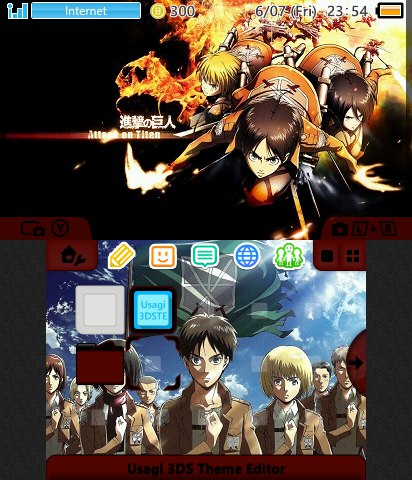 Internet
300
6/07 (Fri) 23:54
進撃の巨人
Attack on Titan
Y
L+R
Usagi
3DSTE
Usagi 3DS Theme Editor